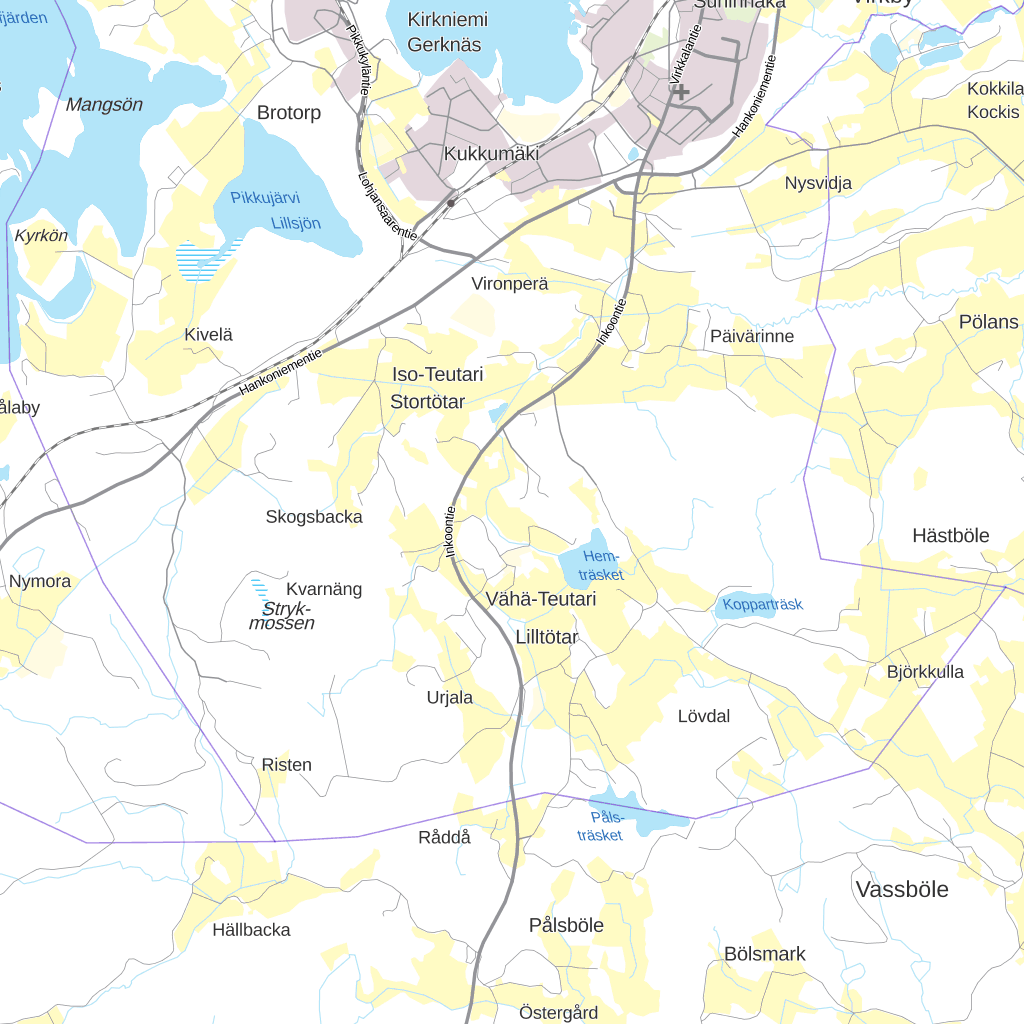 Kirkniemi
Gerknäs
Pikkukyläntie
Virkkalantie
Hankoniementie
Mangsön
Brotorp
Kokkila
Kockis
Kukkumäki
Nysvidja
Pikkujärvi
Lillsjön
Lohjansaarentie
Kyrkön
Vironperä
Inkoontie
Pölans
Kivelä
Päivärinne
Hankoniementie
Iso-Teutari
Stortötar
Skogsbacka
Inkoontie
Hästböle
Hem-
träsket
Nymora
Kvarnäng
Stryk-
mossen
Vähä-Teutari
Kopparträsk
Lilltötar
Björkkulla
Urjala
Lövdal
Risten
Påls-
träsket
Råddå
Vassböle
Hällbacka
Pålsböle
Bölsmark
Östergård